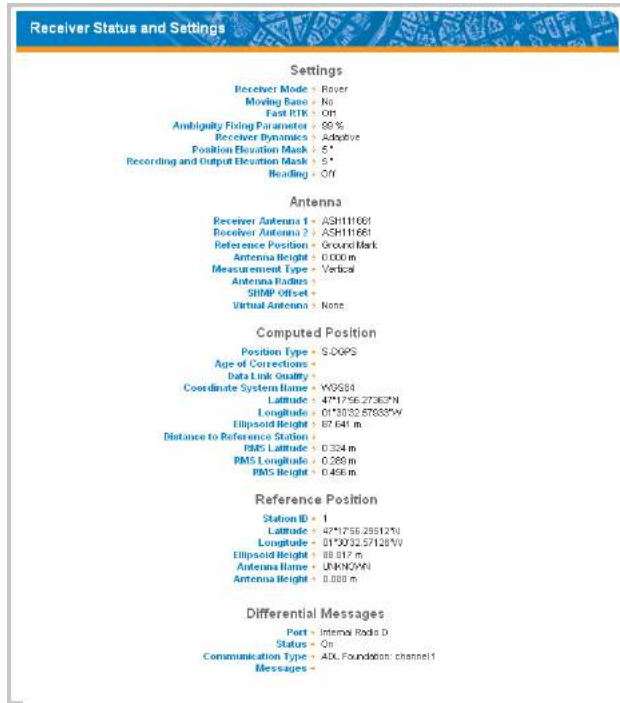 Receiver Status and Settings
Settings
Receiver Mode Rover
Moving Base No
Fast RTK Off
Ambiguity Fixing Parameter 99 %
Receiver Dynamics Adaptive
Position Elevation Mask 5 °
Recording and Output Elevation Mask 5 °
Heading Off
Antenna
Receiver Antenna 1 ASH111661
Receiver Antenna 2 ASH111661
Reference Position Ground Mark
Antenna Height 0.000 m
Measurement Type Vertical
Antenna Radius
SHMP Offset
Virtual Antenna None
Computed Position
Position Type S-DGPS
Age of Corrections
Data Link Quality
Coordinate System Name WGS84
Latitude 47°17'56.27363"N
Longitude 01°30'32.57933"W
Ellipsoid Height 87.641 m
Distance to Reference Station
RMS Latitude 0.324 m
RMS Longitude 0.289 m
RMS Height 0.456 m
Reference Position
Station ID 1
Latitude 47°17'56.29512"N
Longitude 01°30'32.57128"W
Ellipsoid Height 88.017 m
Antenna Name UNKNOWN
Antenna Height 0.000 m
Differential Messages
Port Internal Radio D
Status On
Communication Type ADL Foundation: channel 1
Messages